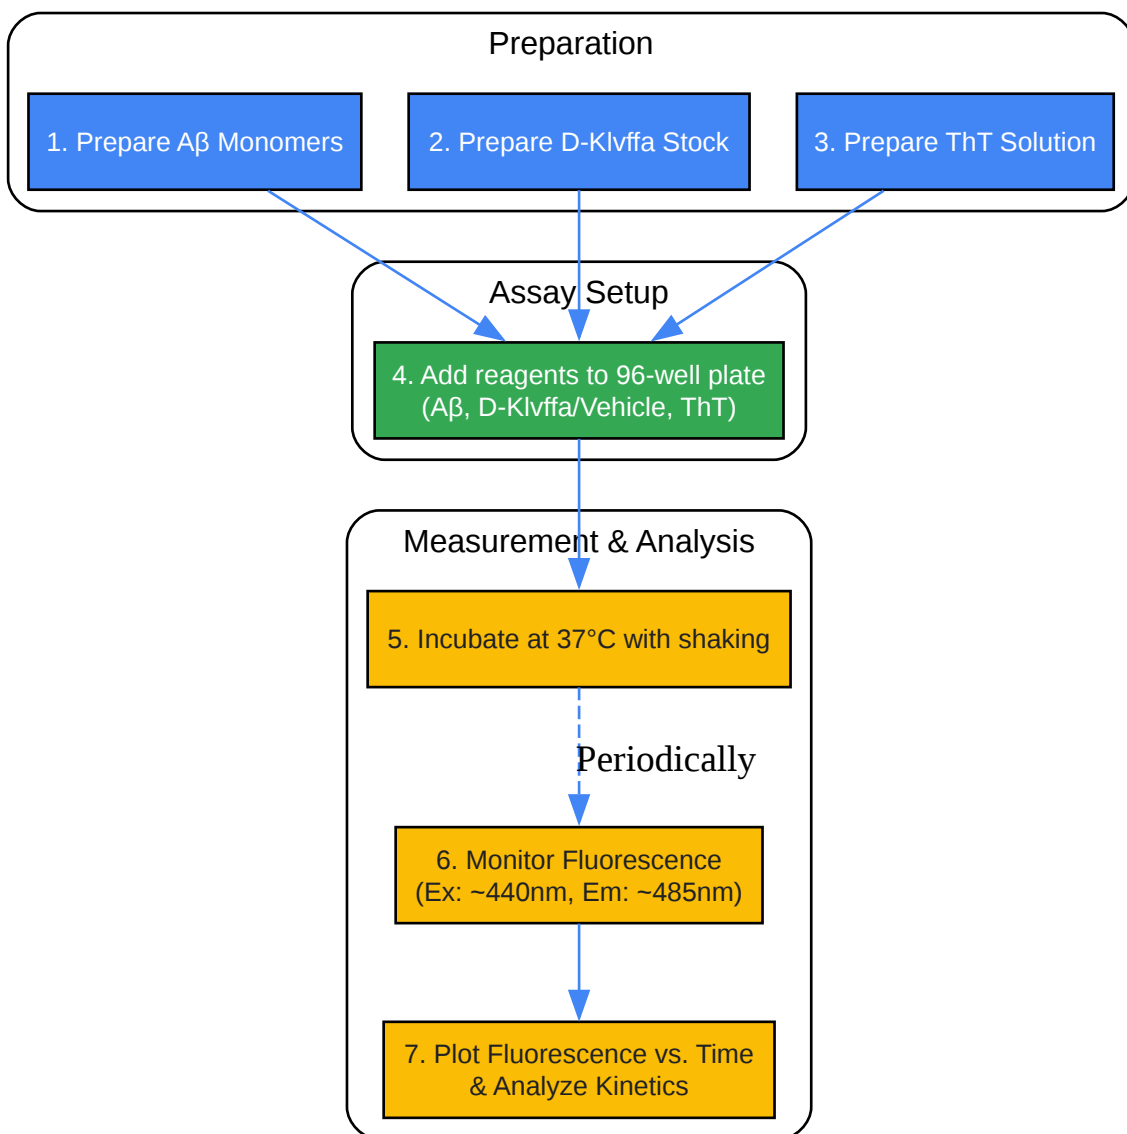 Preparation
1. Prepare Aβ Monomers
2. Prepare D-Klvffa Stock
3. Prepare ThT Solution
Assay Setup
4. Add reagents to 96-well plate
(Aβ, D-Klvffa/Vehicle, ThT)
Measurement & Analysis
5. Incubate at 37°C with shaking
Periodically
6. Monitor Fluorescence
(Ex: ~440nm, Em: ~485nm)
7. Plot Fluorescence vs. Time
& Analyze Kinetics